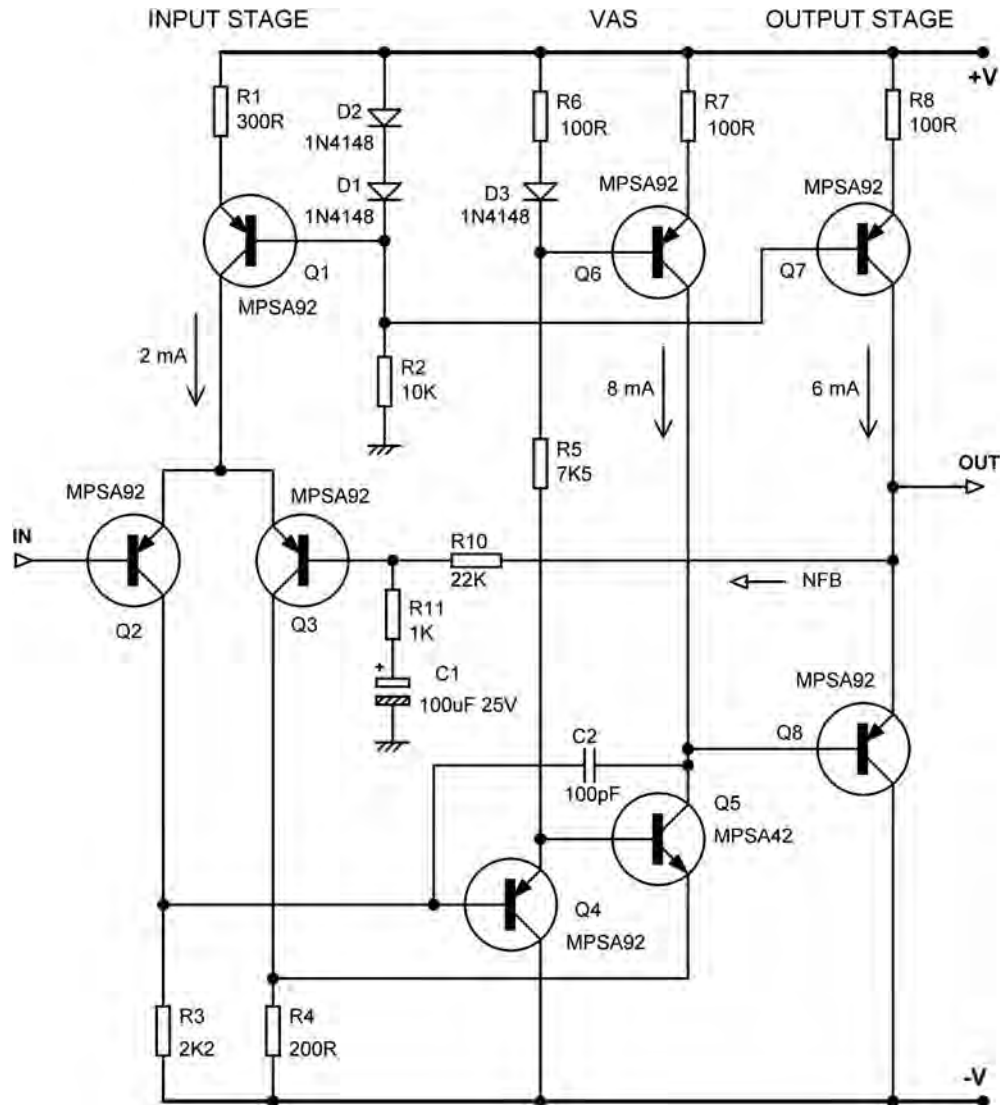 INPUT STAGE
VAS
OUTPUT STAGE
+V
R1
300R
D2
1N4148
D1
1N4148
R6
100R
R7
100R
R8
100R
D3
1N4148
MPSA92
MPSA92
Q1
MPSA92
Q6
Q7
2 mA
R2
10K
8 mA
6 mA
R5
7K5
OUT
MPSA92
MPSA92
IN
R10
22K
NFB
Q2
Q3
R11
1K
+
C1
100uF 25V
MPSA92
C2
100pF
Q8
Q5
MPSA42
Q4
MPSA92
R3
2K2
R4
200R
-V